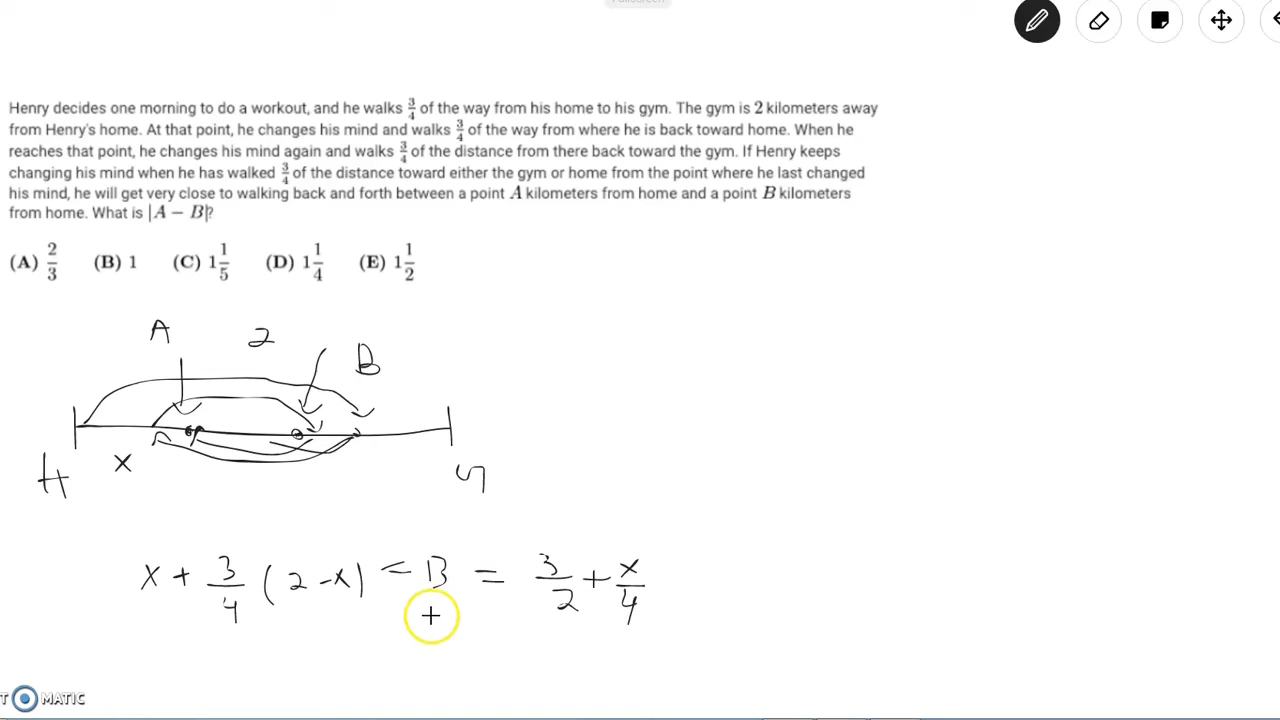 Henry decides one morning to do a workout, and he walks 3/4 of the way from his home to his gym. The gym is 2 kilometers away
from Henry's home. At that point, he changes his mind and walks 3/4 of the way from where he is back toward home. When he
reaches that point, he changes his mind again and walks 3/4 of the distance from there back toward the gym. If Henry keeps
changing his mind when he has walked 3/4 of the distance toward either the gym or home from the point where he last changed
his mind, he will get very close to walking back and forth between a point A kilometers from home and a point B kilometers
from home. What is |A − B|?
(A) 2/3 (B) 1 (C) 1 1/5 (D) 1 1/4 (E) 1 1/2
A 2 B
H x G
x + 3/4 (2 - x) = B = 3/2 + x/4
MATIC